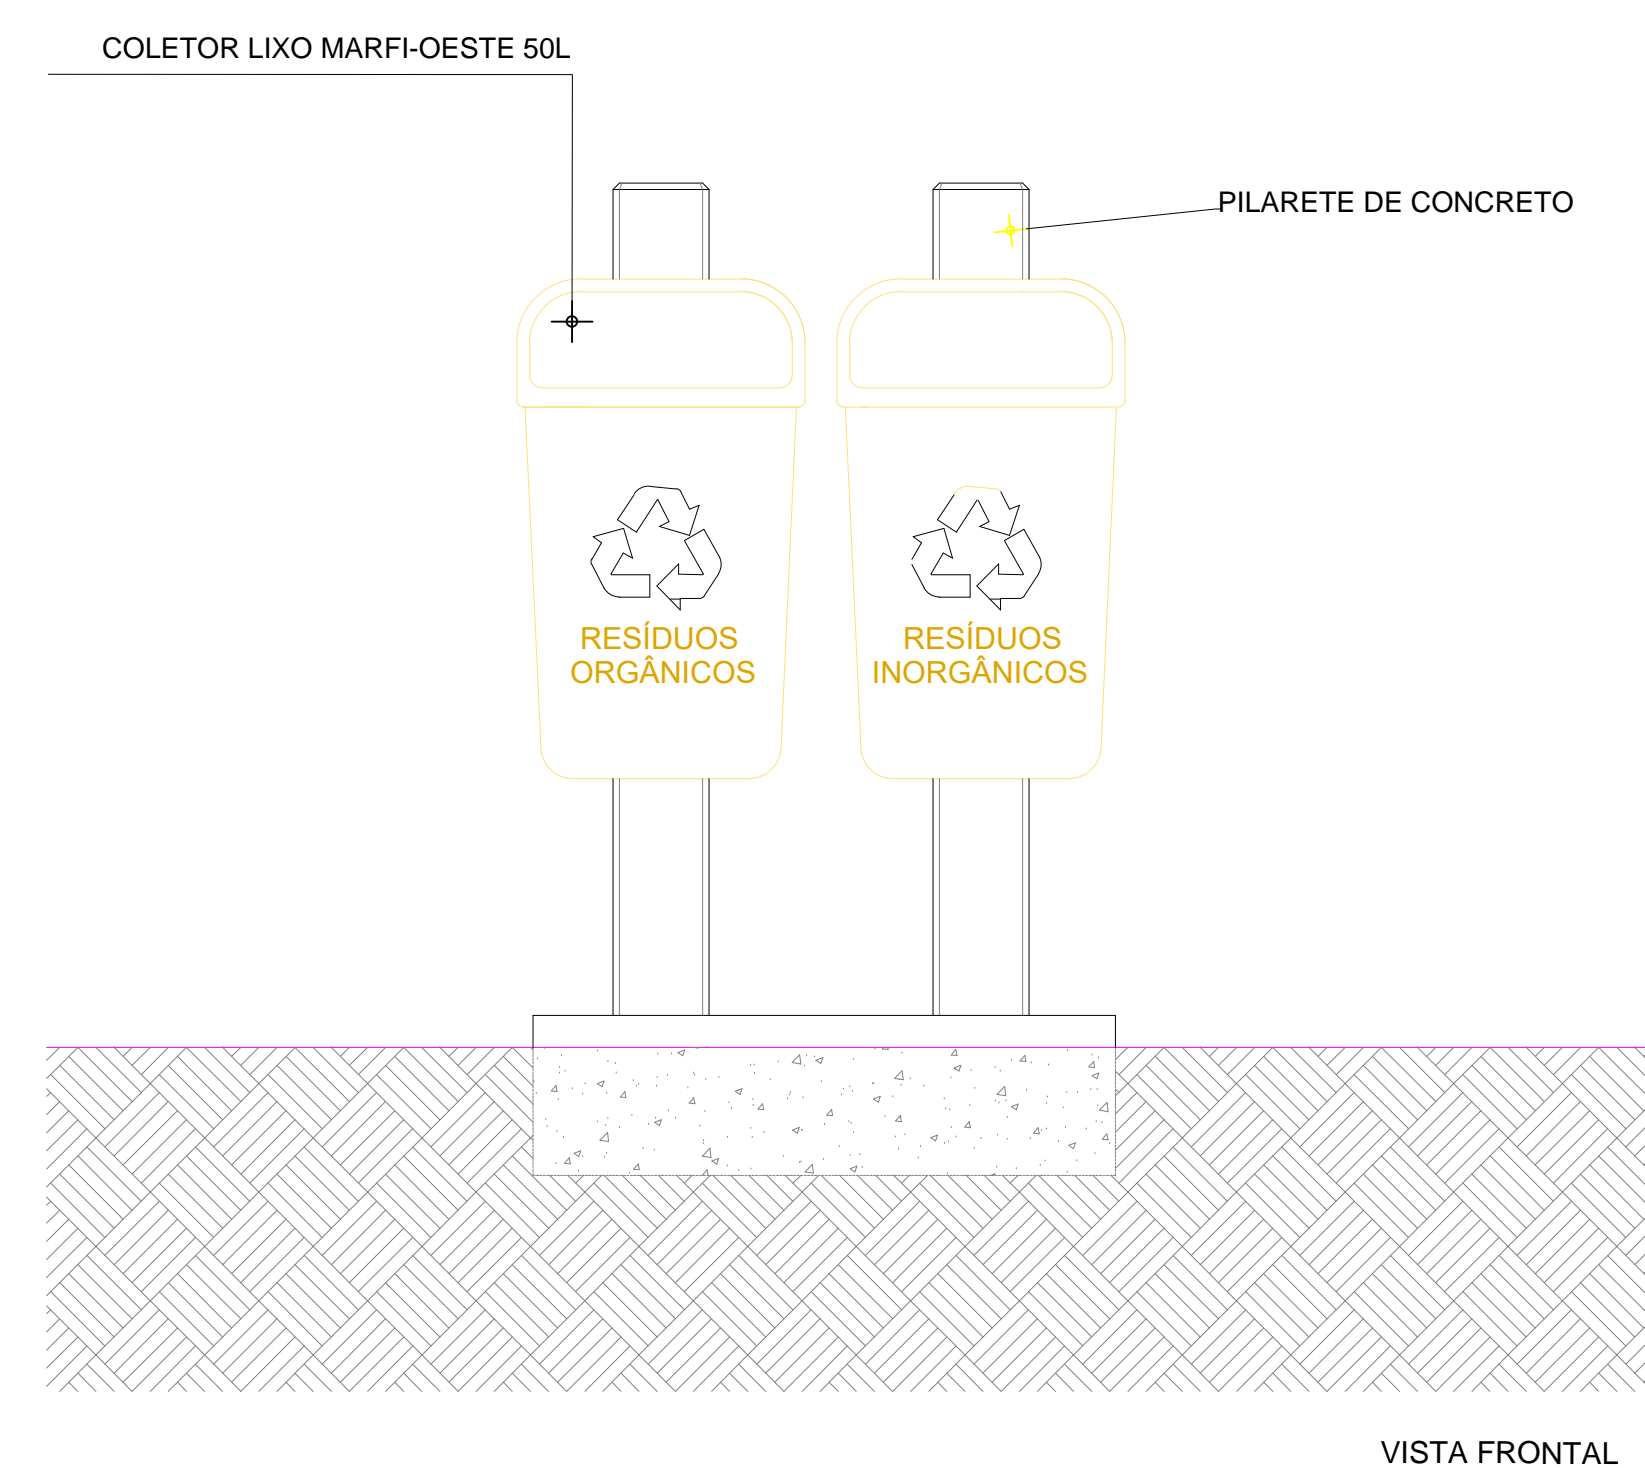 COLETOR LIXO MARFI-OESTE 50L
PILARETE DE CONCRETO
RESÍDUOS
ORGÂNICOS
RESÍDUOS
INORGÂNICOS
VISTA FRONTAL